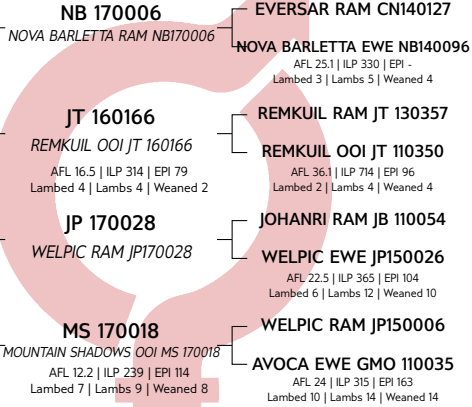 NB 170006
NOVA BARLETTA RAM NB170006
EVERSAR RAM CN140127
NOVA BARLETTA EWE NB140096
AFL 25.1 | ILP 330 | EPI -
Lambed 3 | Lambs 5 | Weaned 4
JT 160166
REMKUIL OOI JT 160166
AFL 16.5 | ILP 314 | EPI 79
Lambed 4 | Lambs 4 | Weaned 2
REMKUIL RAM JT 130357
REMKUIL OOI JT 110350
AFL 36.1 | ILP 714 | EPI 96
Lambed 2 | Lambs 4 | Weaned 4
JP 170028
WELPIC RAM JP170028
JOHANRI RAM JB 110054
WELPIC EWE JP150026
AFL 22.5 | ILP 365 | EPI 104
Lambed 6 | Lambs 12 | Weaned 10
MS 170018
MOUNTAIN SHADOWS OOI MS 170018
AFL 12.2 | ILP 239 | EPI 114
Lambed 7 | Lambs 9 | Weaned 8
WELPIC RAM JP150006
AVOCA EWE GMO 110035
AFL 24 | ILP 315 | EPI 163
Lambed 10 | Lambs 14 | Weaned 14